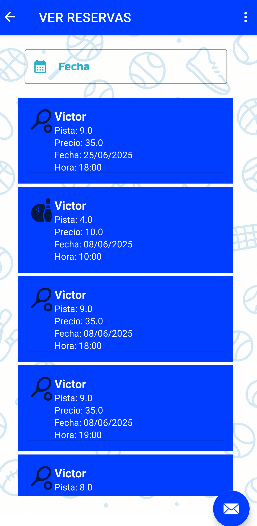 VER RESERVAS
Fecha
Victor
Pista: 9.0
Precio: 35.0
Fecha: 25/06/2025
Hora: 18:00
Victor
Pista: 4.0
Precio: 10.0
Fecha: 08/06/2025
Hora: 10:00
Victor
Pista: 9.0
Precio: 35.0
Fecha: 08/06/2025
Hora: 18:00
Victor
Pista: 9.0
Precio: 35.0
Fecha: 08/06/2025
Hora: 19:00
Victor
Pista: 8.0